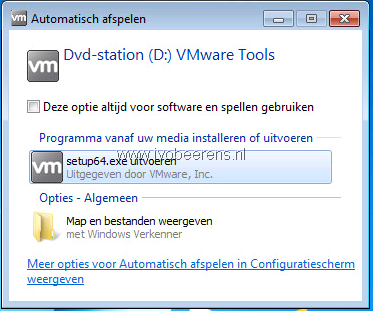 vm Automatisch afspelen
vm Dvd-station (D:) VMware Tools
Deze optie altijd voor software en spellen gebruiken
Programma vanaf uw media installeren of uitvoeren
vm setup64.exe uitvoeren
www.ivobeerens.nl
Uitgegeven door VMware, Inc.
Opties - Algemeen
Map en bestanden weergeven
met Windows Verkenner
Meer opties voor Automatisch afspelen in Configuratiescherm
weergeven